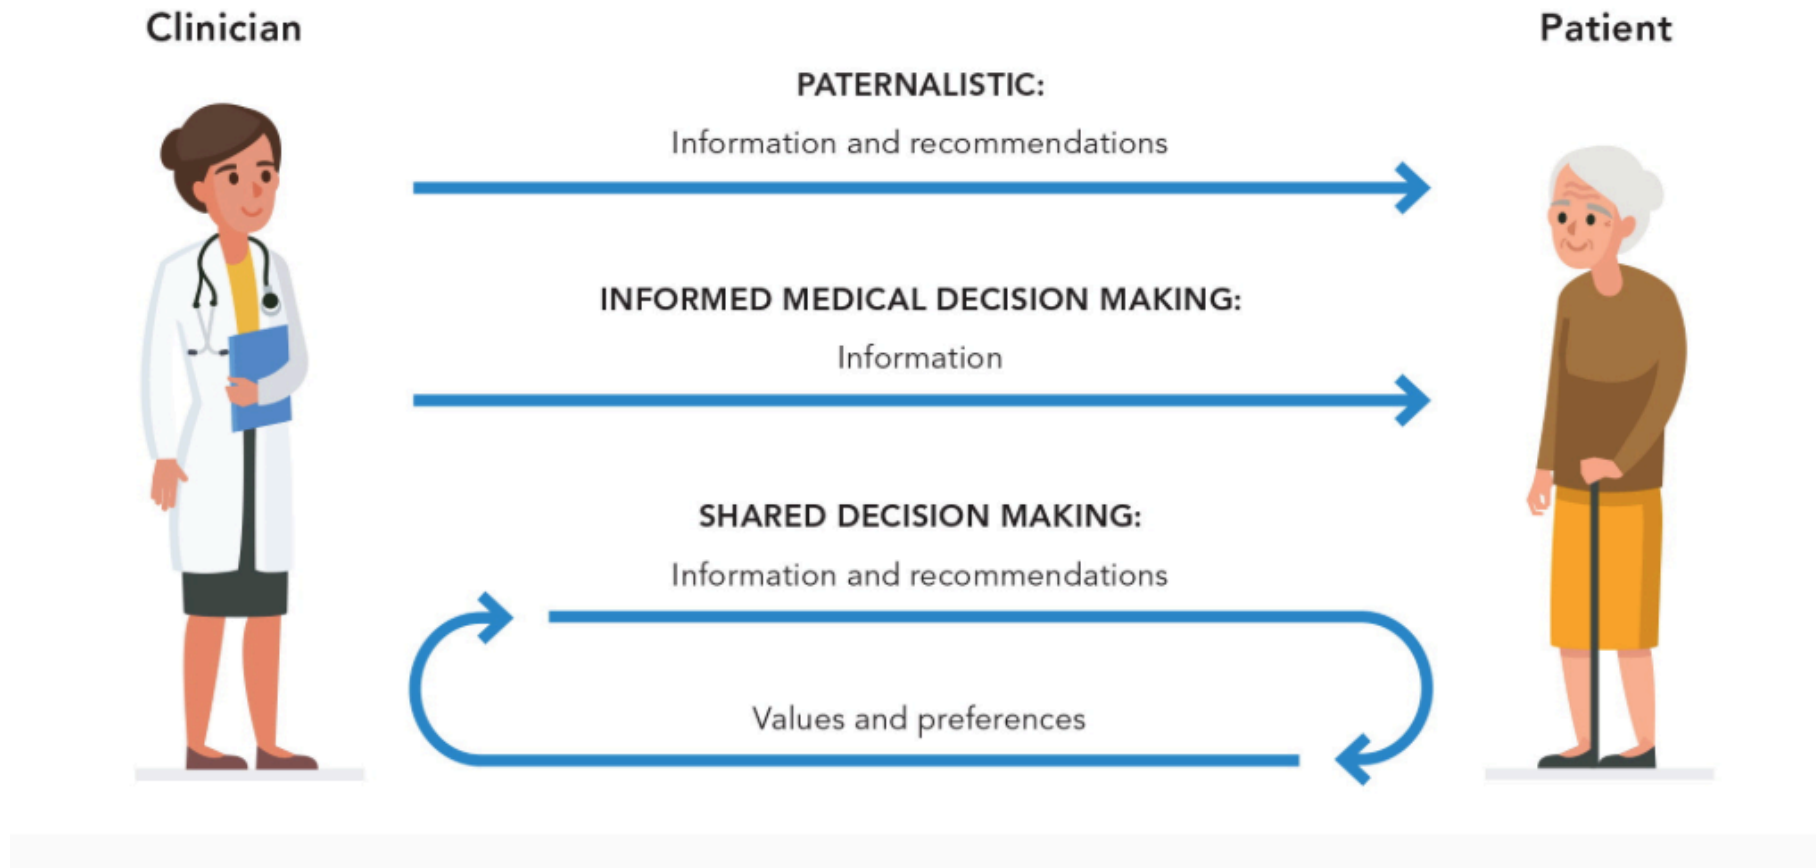 Clinician
Patient
PATERNALISTIC:
Information and recommendations
INFORMED MEDICAL DECISION MAKING:
Information
SHARED DECISION MAKING:
Information and recommendations
Values and preferences